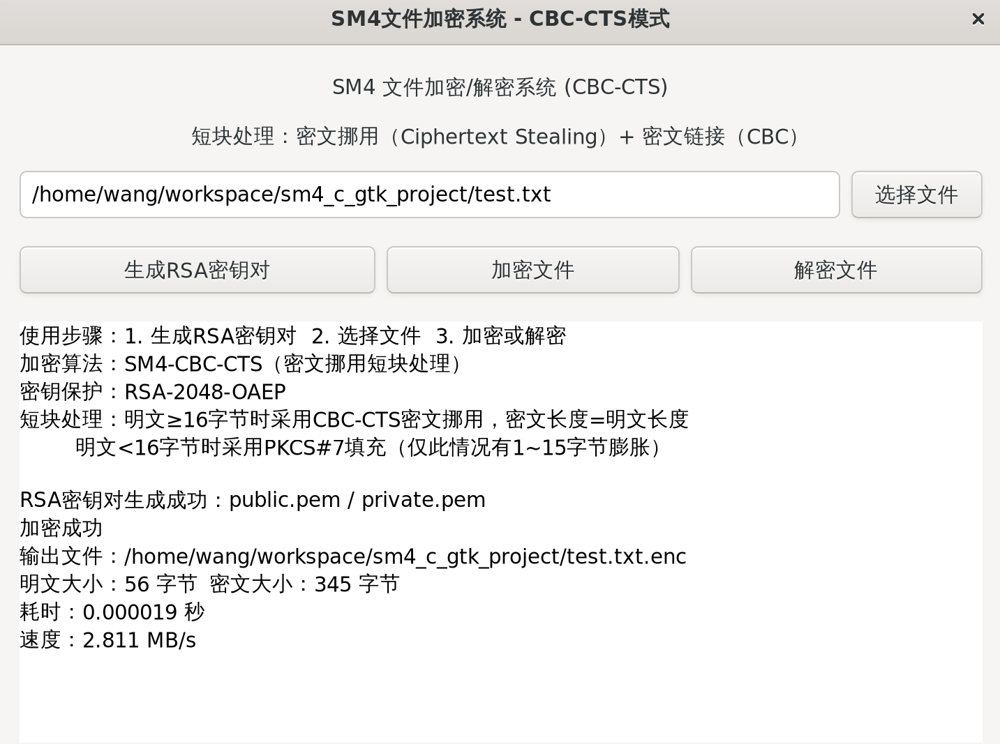 SM4文件加密系统 - CBC-CTS模式 ×
SM4 文件加密/解密系统 (CBC-CTS)
短块处理：密文挪用（Ciphertext Stealing）+ 密文链接（CBC）
/home/wang/workspace/sm4_c_gtk_project/test.txt 选择文件
生成RSA密钥对 加密文件 解密文件
使用步骤：1. 生成RSA密钥对  2. 选择文件  3. 加密或解密
加密算法：SM4-CBC-CTS（密文挪用短块处理）
密钥保护：RSA-2048-OAEP
短块处理：明文≥16字节时采用CBC-CTS密文挪用，密文长度=明文长度
明文<16字节时采用PKCS#7填充（仅此情况有1~15字节膨胀）
RSA密钥对生成成功：public.pem / private.pem
加密成功
输出文件：/home/wang/workspace/sm4_c_gtk_project/test.txt.enc
明文大小：56 字节  密文大小：345 字节
耗时：0.000019 秒
速度：2.811 MB/s